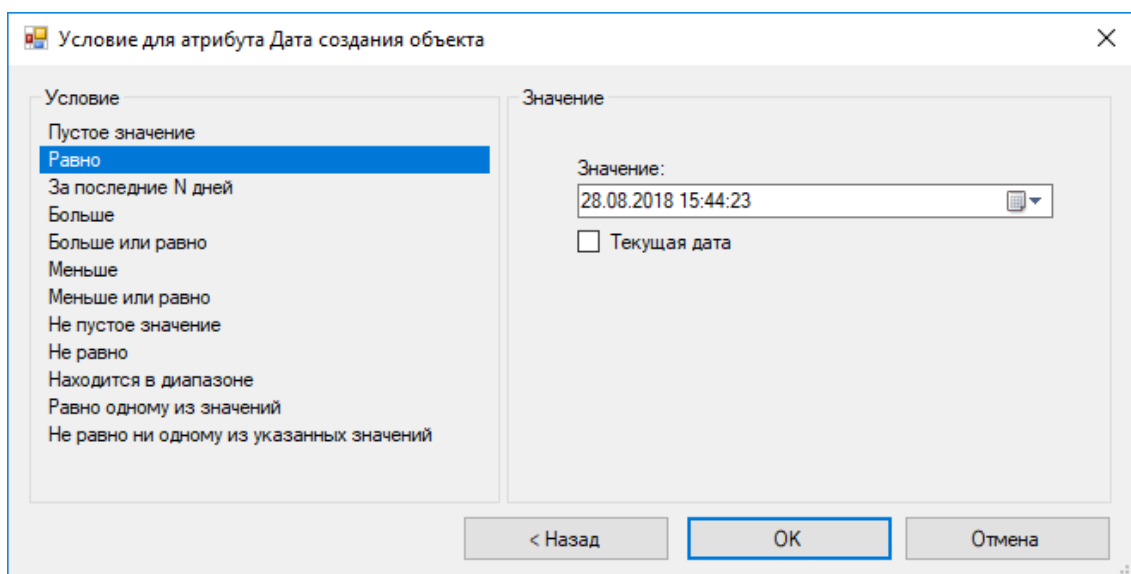 Условие для атрибута Дата создания объекта
Условие
Пустое значение
Равно
За последние N дней
Больше
Больше или равно
Меньше
Меньше или равно
Не пустое значение
Не равно
Находится в диапазоне
Равно одному из значений
Не равно ни одному из указанных значений
Значение
Значение:
28.08.2018 15:44:23
Текущая дата
< Назад
OK
Отмена